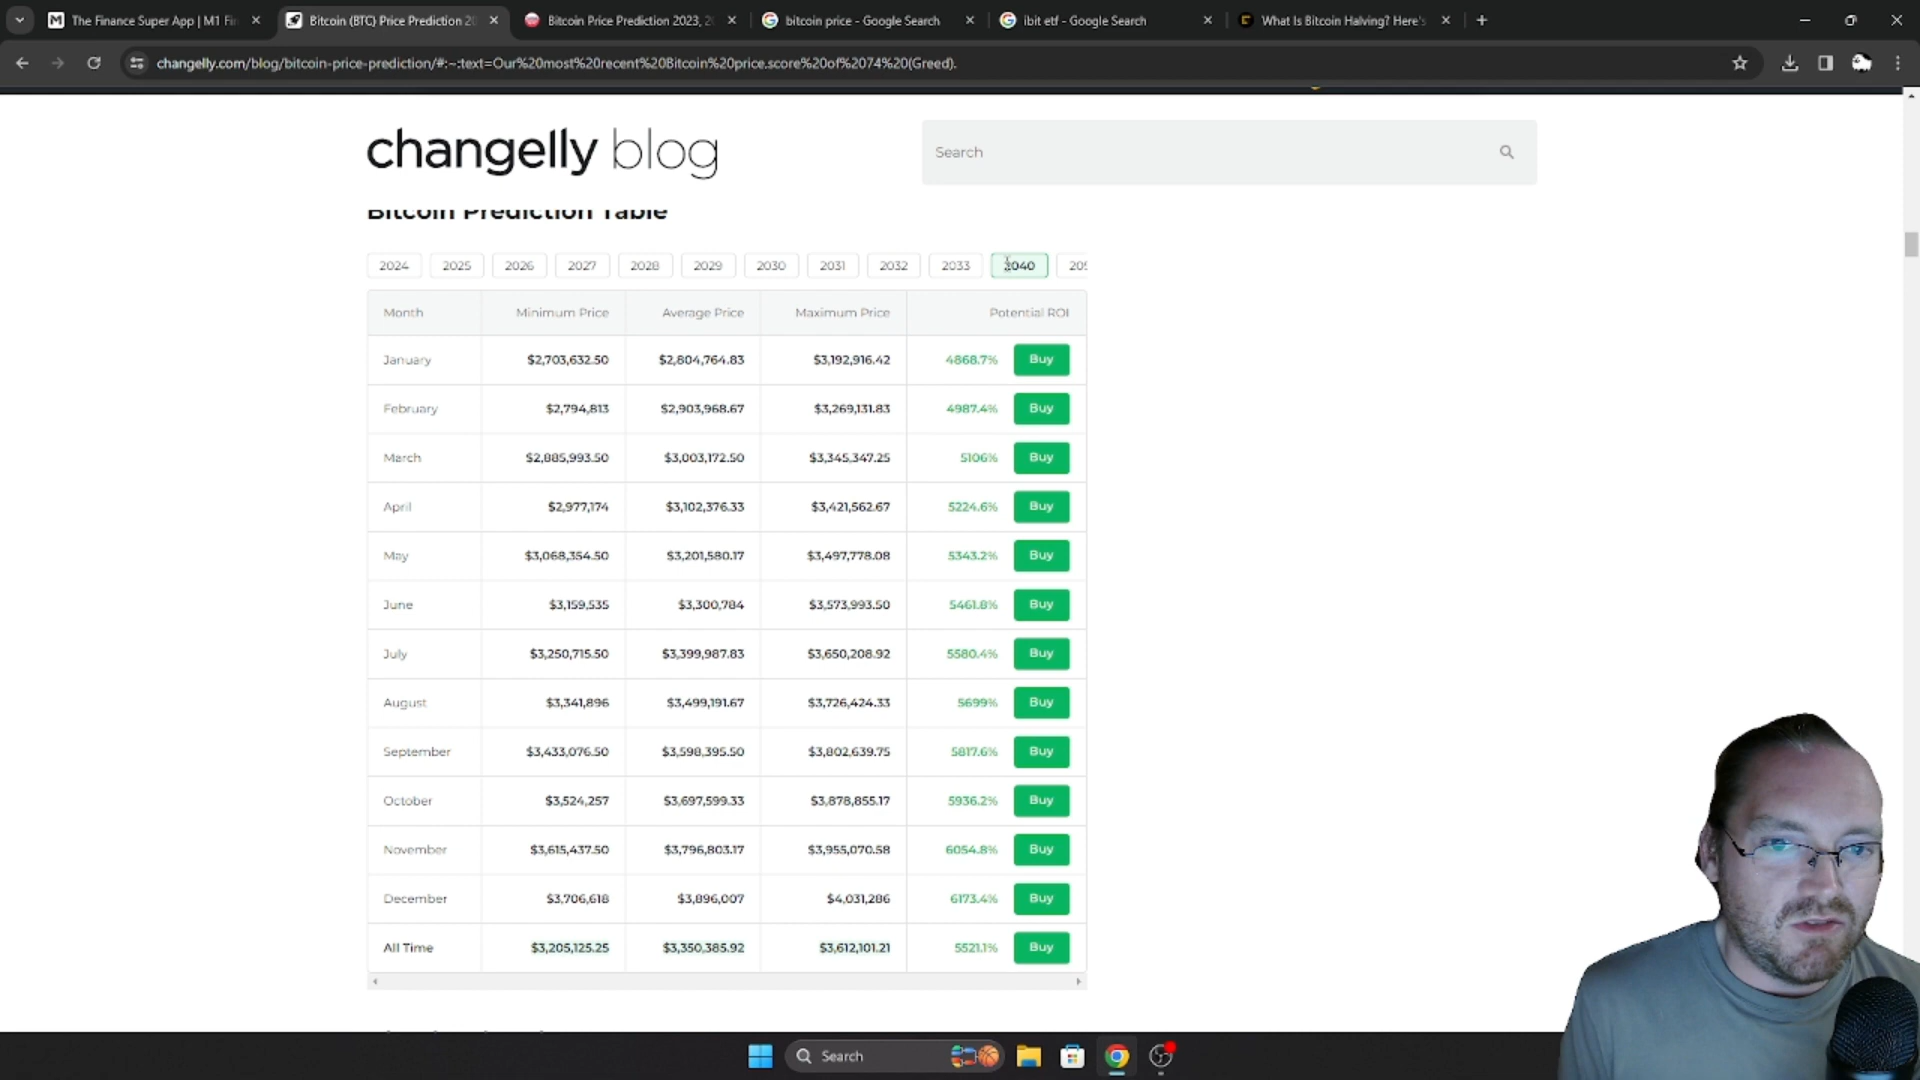 The Finance Super App | M1 Fi
Bitcoin (BTC) Price Prediction 20
Bitcoin Price Prediction 2023, 2
bitcoin price - Google Search
ibit etf - Google Search
What Is Bitcoin Halving? Here's
changelly.com/blog/bitcoin-price-prediction/#:~:text=Our%20most%20recent%20Bitcoin%20price.score%20of%2074%20(Greed).
changelly blog
Search
Bitcoin Prediction Table
2024 2025 2026 2027 2028 2029 2030 2031 2032 2033 2040 205
Month Minimum Price Average Price Maximum Price Potential ROI
January $2,703,632.50 $2,804,764.83 $3,192,916.42 4868.7% Buy
February $2,794,813 $2,903,968.67 $3,269,131.83 4987.4% Buy
March $2,885,993.50 $3,003,172.50 $3,345,347.25 5106% Buy
April $2,977,174 $3,102,376.33 $3,421,562.67 5224.6% Buy
May $3,068,354.50 $3,201,580.17 $3,497,778.08 5343.2% Buy
June $3,159,535 $3,300,784 $3,573,993.50 5461.8% Buy
July $3,250,715.50 $3,399,987.83 $3,650,208.92 5580.4% Buy
August $3,341,896 $3,499,191.67 $3,726,424.33 5699% Buy
September $3,433,076.50 $3,598,395.50 $3,802,639.75 5817.6% Buy
October $3,524,257 $3,697,599.33 $3,878,855.17 5936.2% Buy
November $3,615,437.50 $3,796,803.17 $3,955,070.58 6054.8% Buy
December $3,706,618 $3,896,007 $4,031,286 6173.4% Buy
All Time $3,205,125.25 $3,350,385.92 $3,612,101.21 5521.1% Buy
Search